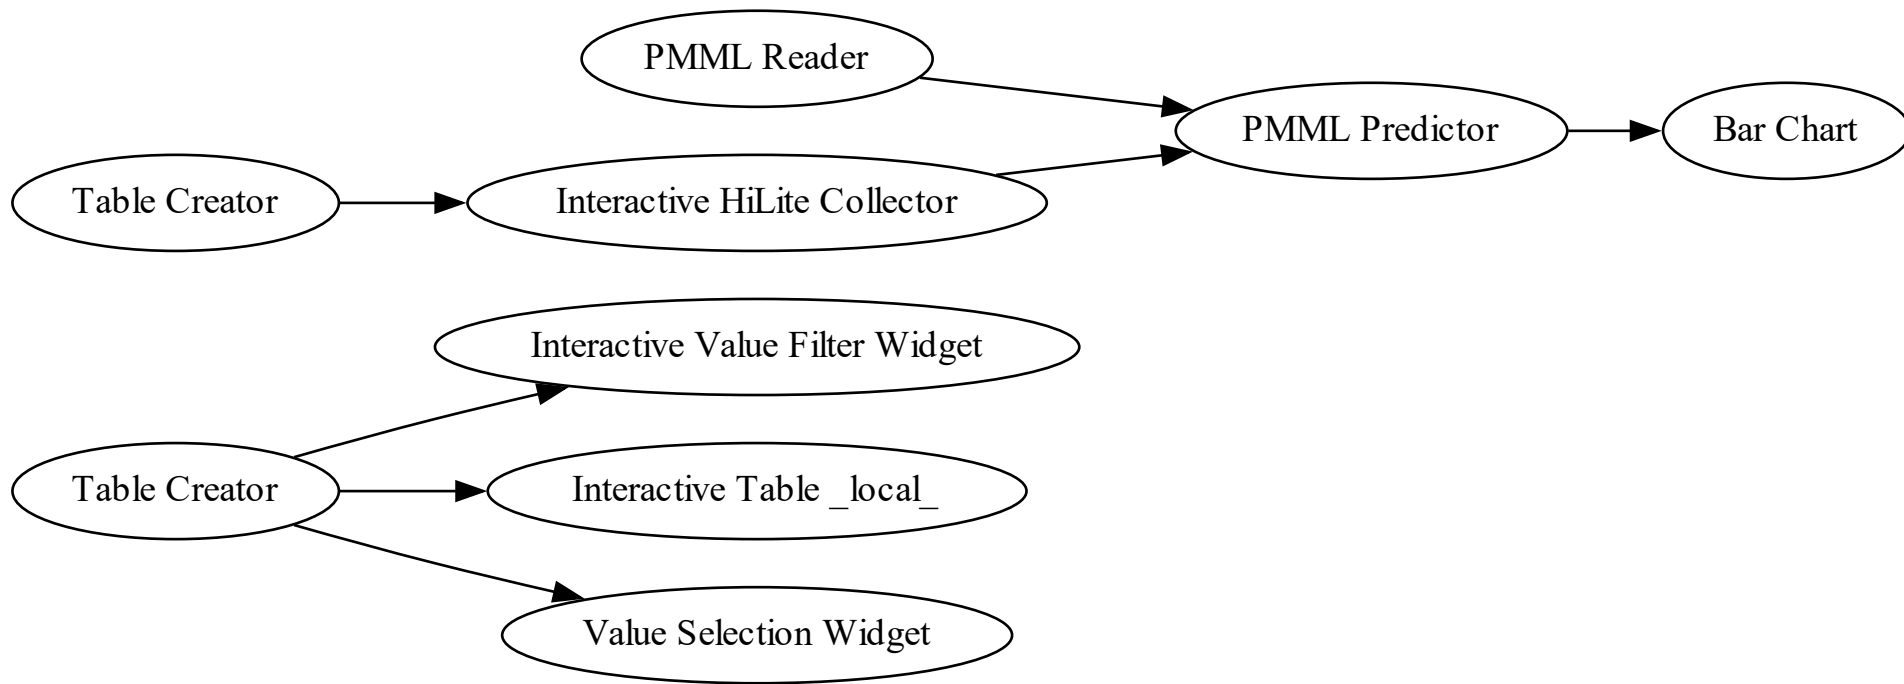 PMML Reader
PMML Predictor
Bar Chart
Table Creator
Interactive HiLite Collector
Interactive Value Filter Widget
Table Creator
Interactive Table _local_
Value Selection Widget